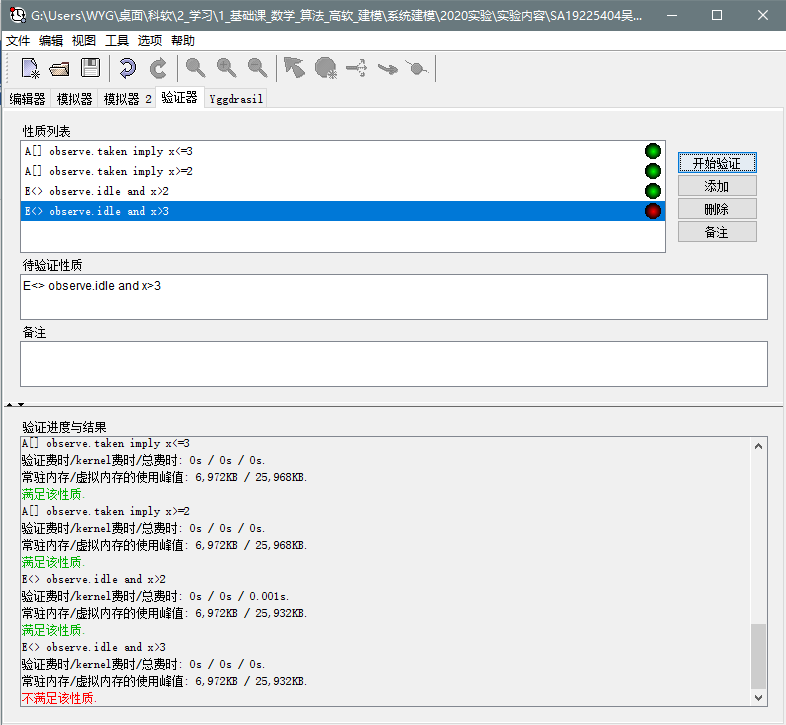 G:\Users\WYG\桌面\科软\2_学习\1_基础课_数学_算法_高软_建模\系统建模\2020实验\实验内容\SA19225404吴...
文件 编辑 视图 工具 选项 帮助
编辑器 模拟器 模拟器 2 验证器 Yggdrasil
性质列表
A[] observe.taken imply x<=3
A[] observe.taken imply x>=2
E<> observe.idle and x>2
E<> observe.idle and x>3
开始验证
添加
删除
备注
待验证性质
E<> observe.idle and x>3
备注
验证进度与结果
A[] observe.taken imply x<=3
验证费时/kernel费时/总费时: 0s / 0s / 0s.
常驻内存/虚拟内存的使用峰值: 6,972KB / 25,968KB.
满足该性质.
A[] observe.taken imply x>=2
验证费时/kernel费时/总费时: 0s / 0s / 0s.
常驻内存/虚拟内存的使用峰值: 6,972KB / 25,968KB.
满足该性质.
E<> observe.idle and x>2
验证费时/kernel费时/总费时: 0s / 0s / 0.001s.
常驻内存/虚拟内存的使用峰值: 6,972KB / 25,932KB.
满足该性质.
E<> observe.idle and x>3
验证费时/kernel费时/总费时: 0s / 0s / 0s.
常驻内存/虚拟内存的使用峰值: 6,972KB / 25,932KB.
不满足该性质.